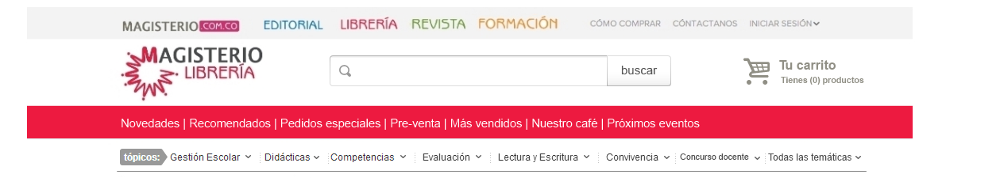 MAGISTERIO COM.CO EDITORIAL LIBRERÍA REVISTA FORMACIÓN CÓMO COMPRAR CÓNTACTANOS INICIAR SESIÓN
MAGISTERIO
LIBRERÍA
buscar
Tu carrito
Tienes (0) productos
Novedades | Recomendados | Pedidos especiales | Pre-venta | Más vendidos | Nuestro café | Próximos eventos
tópicos: Gestión Escolar Didácticas Competencias Evaluación Lectura y Escritura Convivencia Concurso docente Todas las temáticas